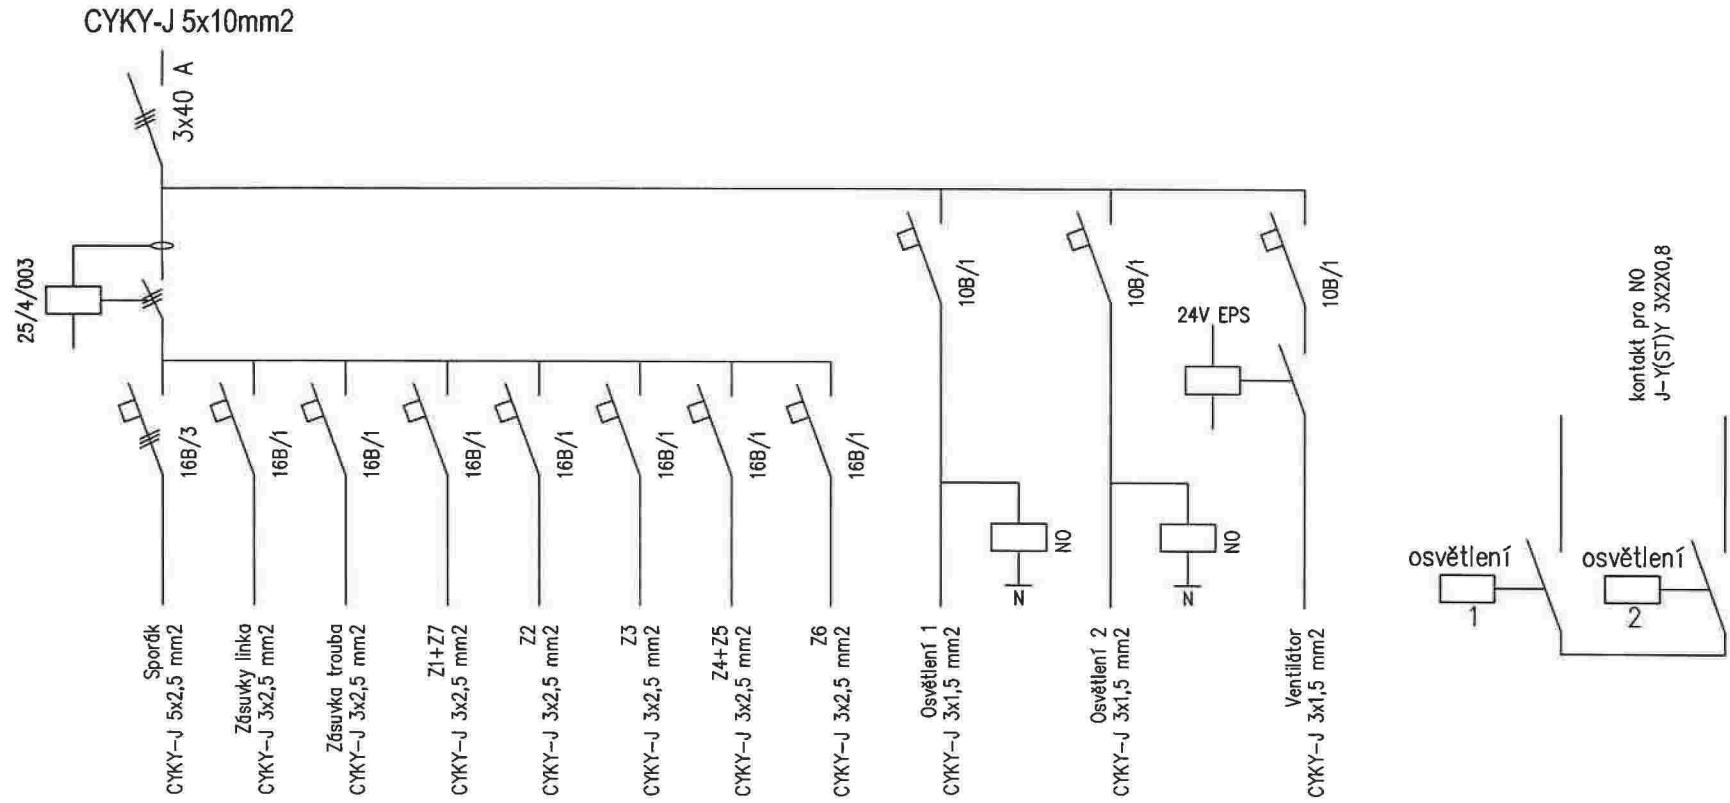 CYKY-J 5x10mm2
3x40 A
25/4/003
16B/3
16B/1
16B/1
16B/1
16B/1
16B/1
16B/1
16B/1
10B/1
10B/1
10B/1
24V EPS
NO
N
NO
N
Sporák
CYKY-J 5x2,5 mm2
Zásuvky linka
CYKY-J 3x2,5 mm2
Zásuvka trouba
CYKY-J 3x2,5 mm2
Z1+Z7
CYKY-J 3x2,5 mm2
Z2
CYKY-J 3x2,5 mm2
Z3
CYKY-J 3x2,5 mm2
Z4+Z5
CYKY-J 3x2,5 mm2
Z6
CYKY-J 3x2,5 mm2
Osvětlení 1
CYKY-J 3x1,5 mm2
Osvětlení 2
CYKY-J 3x1,5 mm2
Ventilátor
CYKY-J 3x1,5 mm2
kontakt pro NO
J-Y(ST)Y 3X2X0,8
osvětlení
1
osvětlení
2